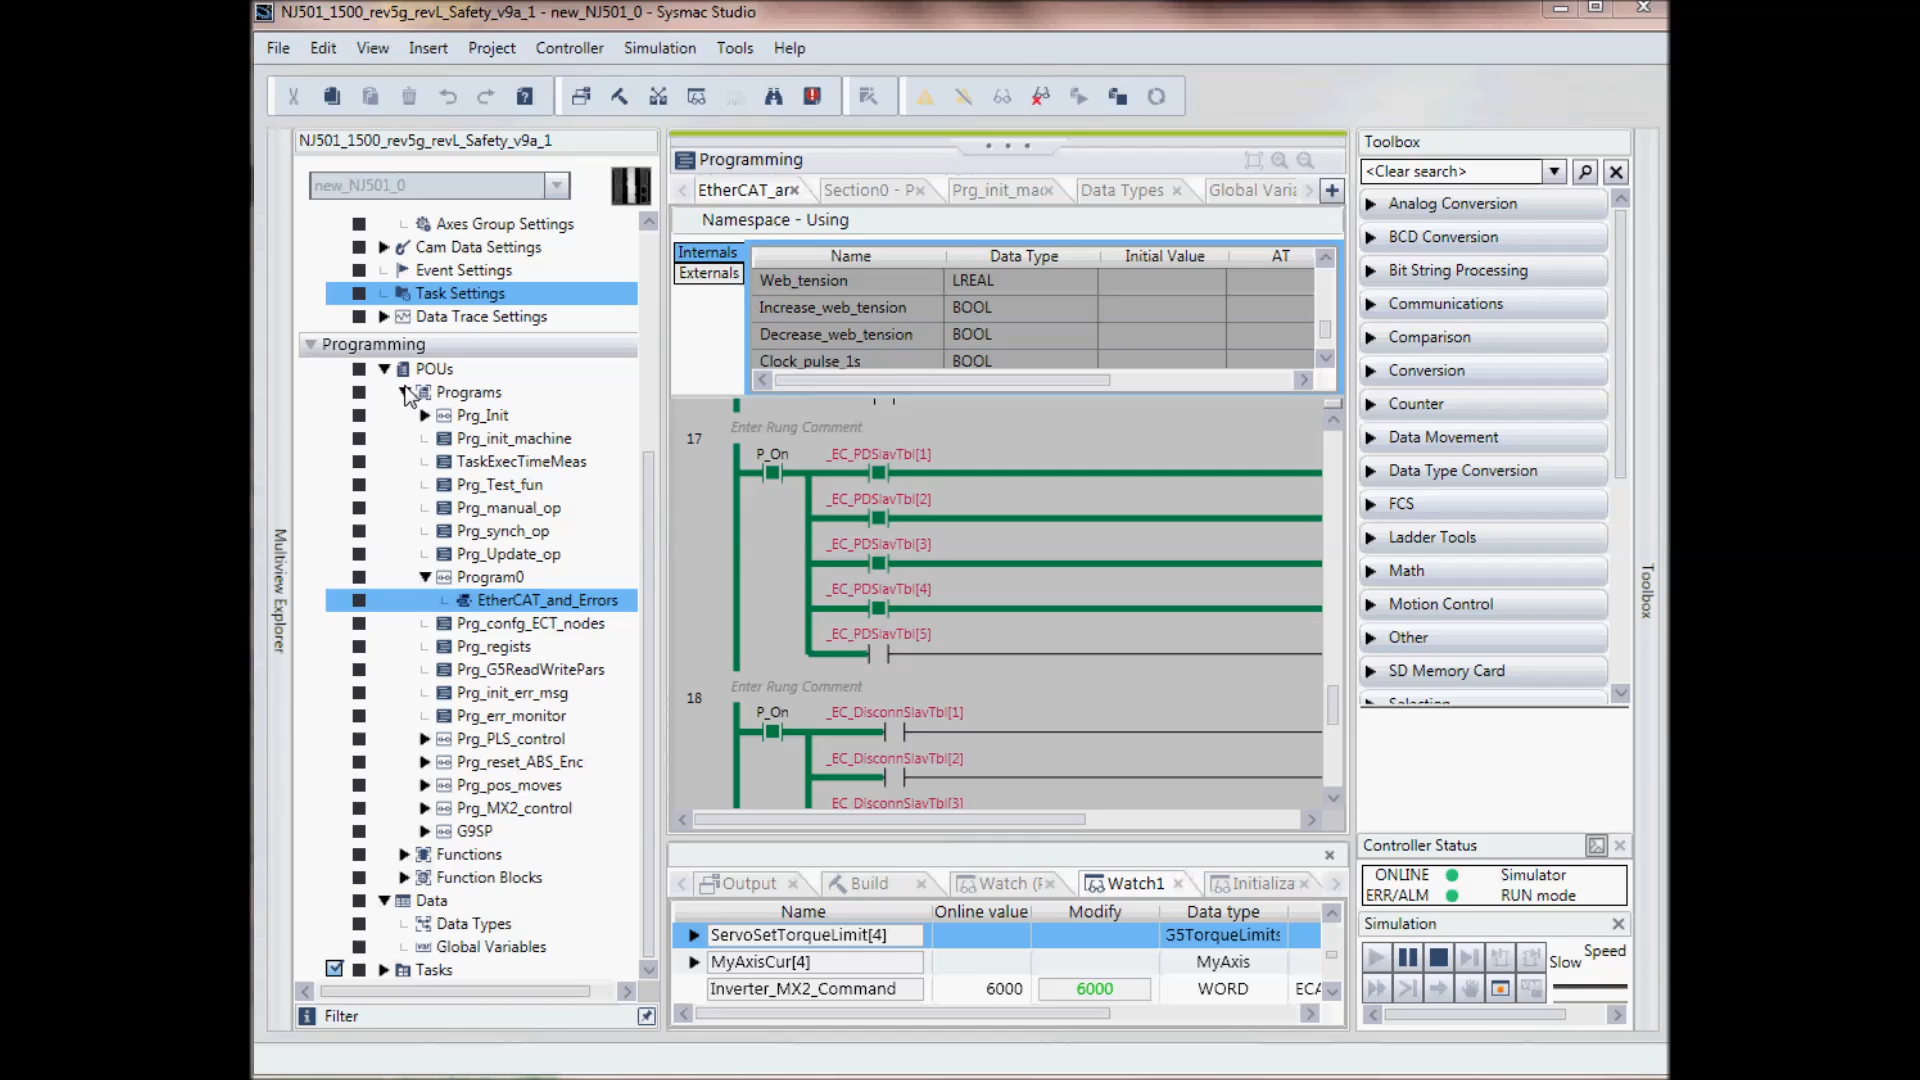 NJ501_1500_rev5g_revL_Safety_v9a_1 - new_NJ501_0 - Sysmac Studio
File Edit View Insert Project Controller Simulation Tools Help
NJ501_1500_rev5g_revL_Safety_v9a_1
new_NJ501_0
Axes Group Settings
Cam Data Settings
Event Settings
Task Settings
Data Trace Settings
Programming
POUs
Programs
Prg_Init
Prg_init_machine
TaskExecTimeMeas
Prg_Test_fun
Prg_manual_op
Prg_synch_op
Prg_Update_op
Program0
EtherCAT_and_Errors
Prg_confg_ECT_nodes
Prg_regists
Prg_G5ReadWritePars
Prg_init_err_msg
Prg_err_monitor
Prg_PLS_control
Prg_reset_ABS_Enc
Prg_pos_moves
Prg_MX2_control
G9SP
Functions
Function Blocks
Data
Data Types
Global Variables
Tasks
Filter
Multiview Explorer
Programming
EtherCAT_ar Section0 - P Prg_init_mac Data Types Global Varia
Namespace - Using
Internals
Externals
Name Data Type Initial Value AT
Web_tension LREAL
Increase_web_tension BOOL
Decrease_web_tension BOOL
Clock_pulse_1s BOOL
Enter Rung Comment
17
P_On _EC_PDSlavTbl[1]
_EC_PDSlavTbl[2]
_EC_PDSlavTbl[3]
_EC_PDSlavTbl[4]
_EC_PDSlavTbl[5]
Enter Rung Comment
18
P_On _EC_DisconnSlavTbl[1]
_EC_DisconnSlavTbl[2]
EC_DisconnSlavTbl[3]
Output Build Watch (F Watch1 Initializa
Name Online value Modify Data type
ServoSetTorqueLimit[4] G5TorqueLimits
MyAxisCur[4] MyAxis
Inverter_MX2_Command 6000 6000 WORD ECA
Toolbox
<Clear search>
Analog Conversion
BCD Conversion
Bit String Processing
Communications
Comparison
Conversion
Counter
Data Movement
Data Type Conversion
FCS
Ladder Tools
Math
Motion Control
Other
SD Memory Card
Selection
Toolbox
Controller Status
ONLINE Simulator
ERR/ALM RUN mode
Simulation
Speed
Slow